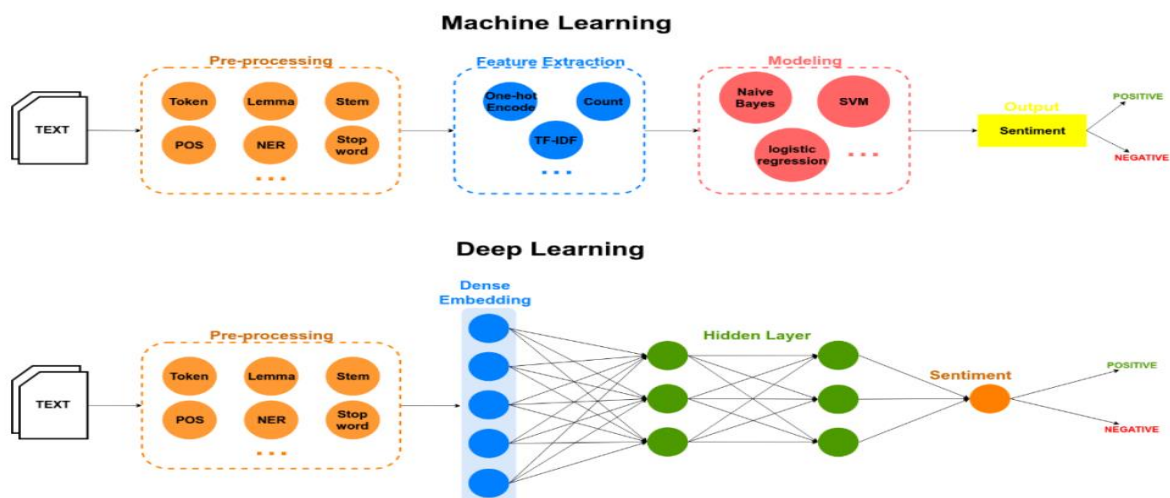 Machine Learning
Pre-processing
Feature Extraction
Modeling
Output
TEXT
Token
Lemma
Stem
POS
NER
Stop
word
...
One-hot
Encode
Count
TF-IDF
...
Naive
Bayes
SVM
logistic
regression
...
Sentiment
POSITIVE
NEGATIVE
Deep Learning
Pre-processing
Dense
Embedding
Hidden Layer
Sentiment
TEXT
Token
Lemma
Stem
POS
NER
Stop
word
...
POSITIVE
NEGATIVE